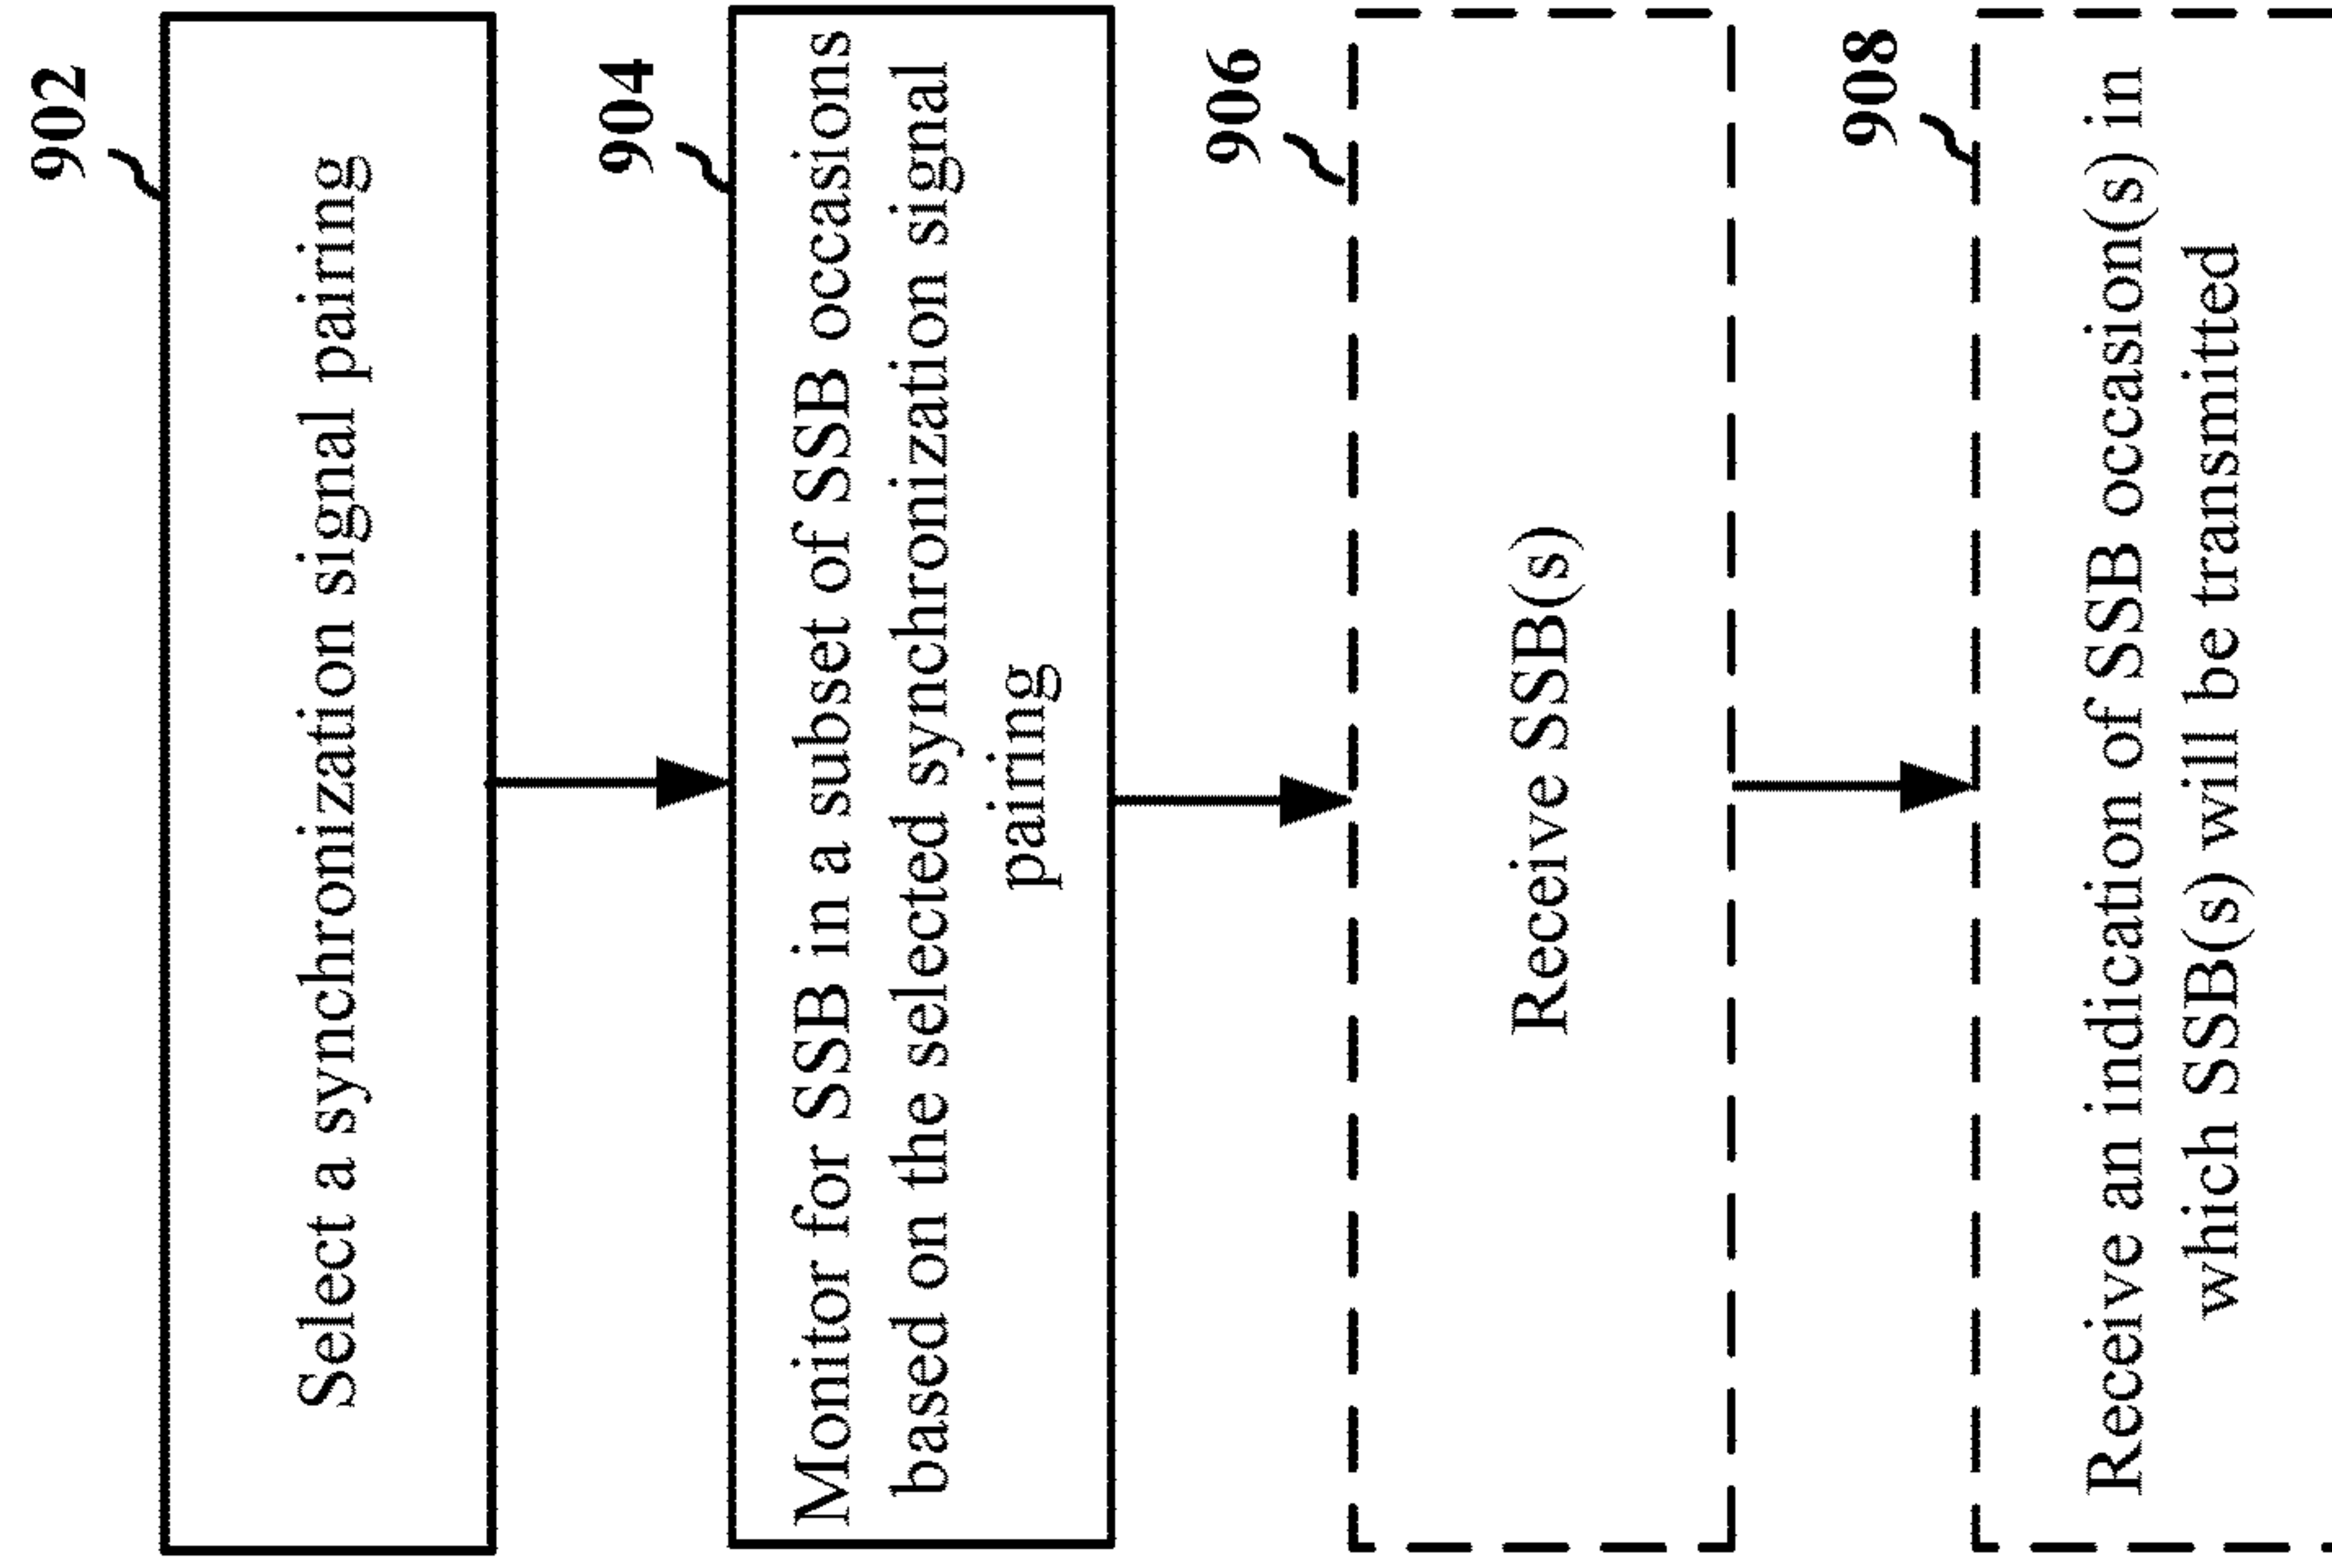 902
Select a synchronization signal pairing
904
Monitor for SSB in a subset of SSB occasions
based on the selected synchronization signal
pairing
906
Receive SSB(s)
908
Receive an indication of SSB occasion(s) in
which SSB(s) will be transmitted